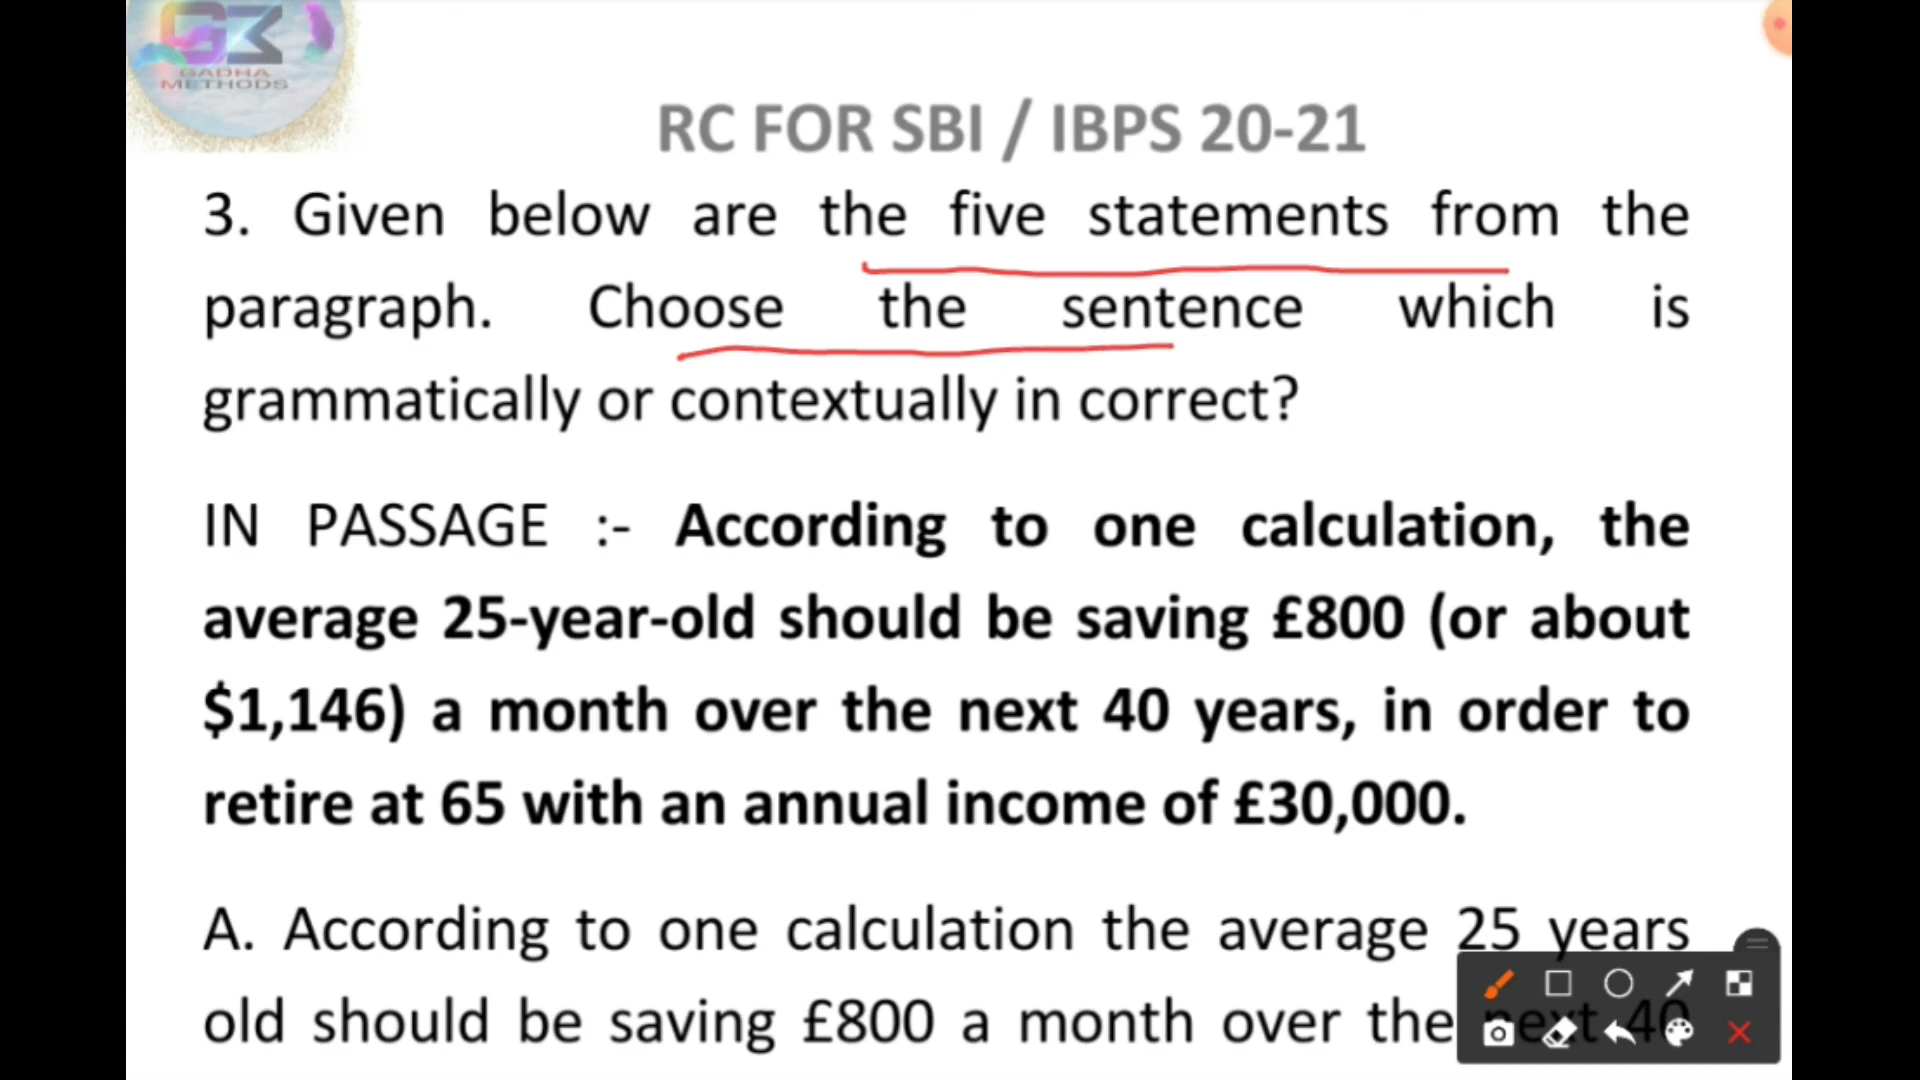 GADHA
METHODS
RC FOR SBI / IBPS 20-21
3. Given below are the five statements from the
paragraph. Choose the sentence which is
grammatically or contextually in correct?
IN PASSAGE :- According to one calculation, the
average 25-year-old should be saving £800 (or about
$1,146) a month over the next 40 years, in order to
retire at 65 with an annual income of £30,000.
A. According to one calculation the average 25 years
old should be saving £800 a month over the next 40